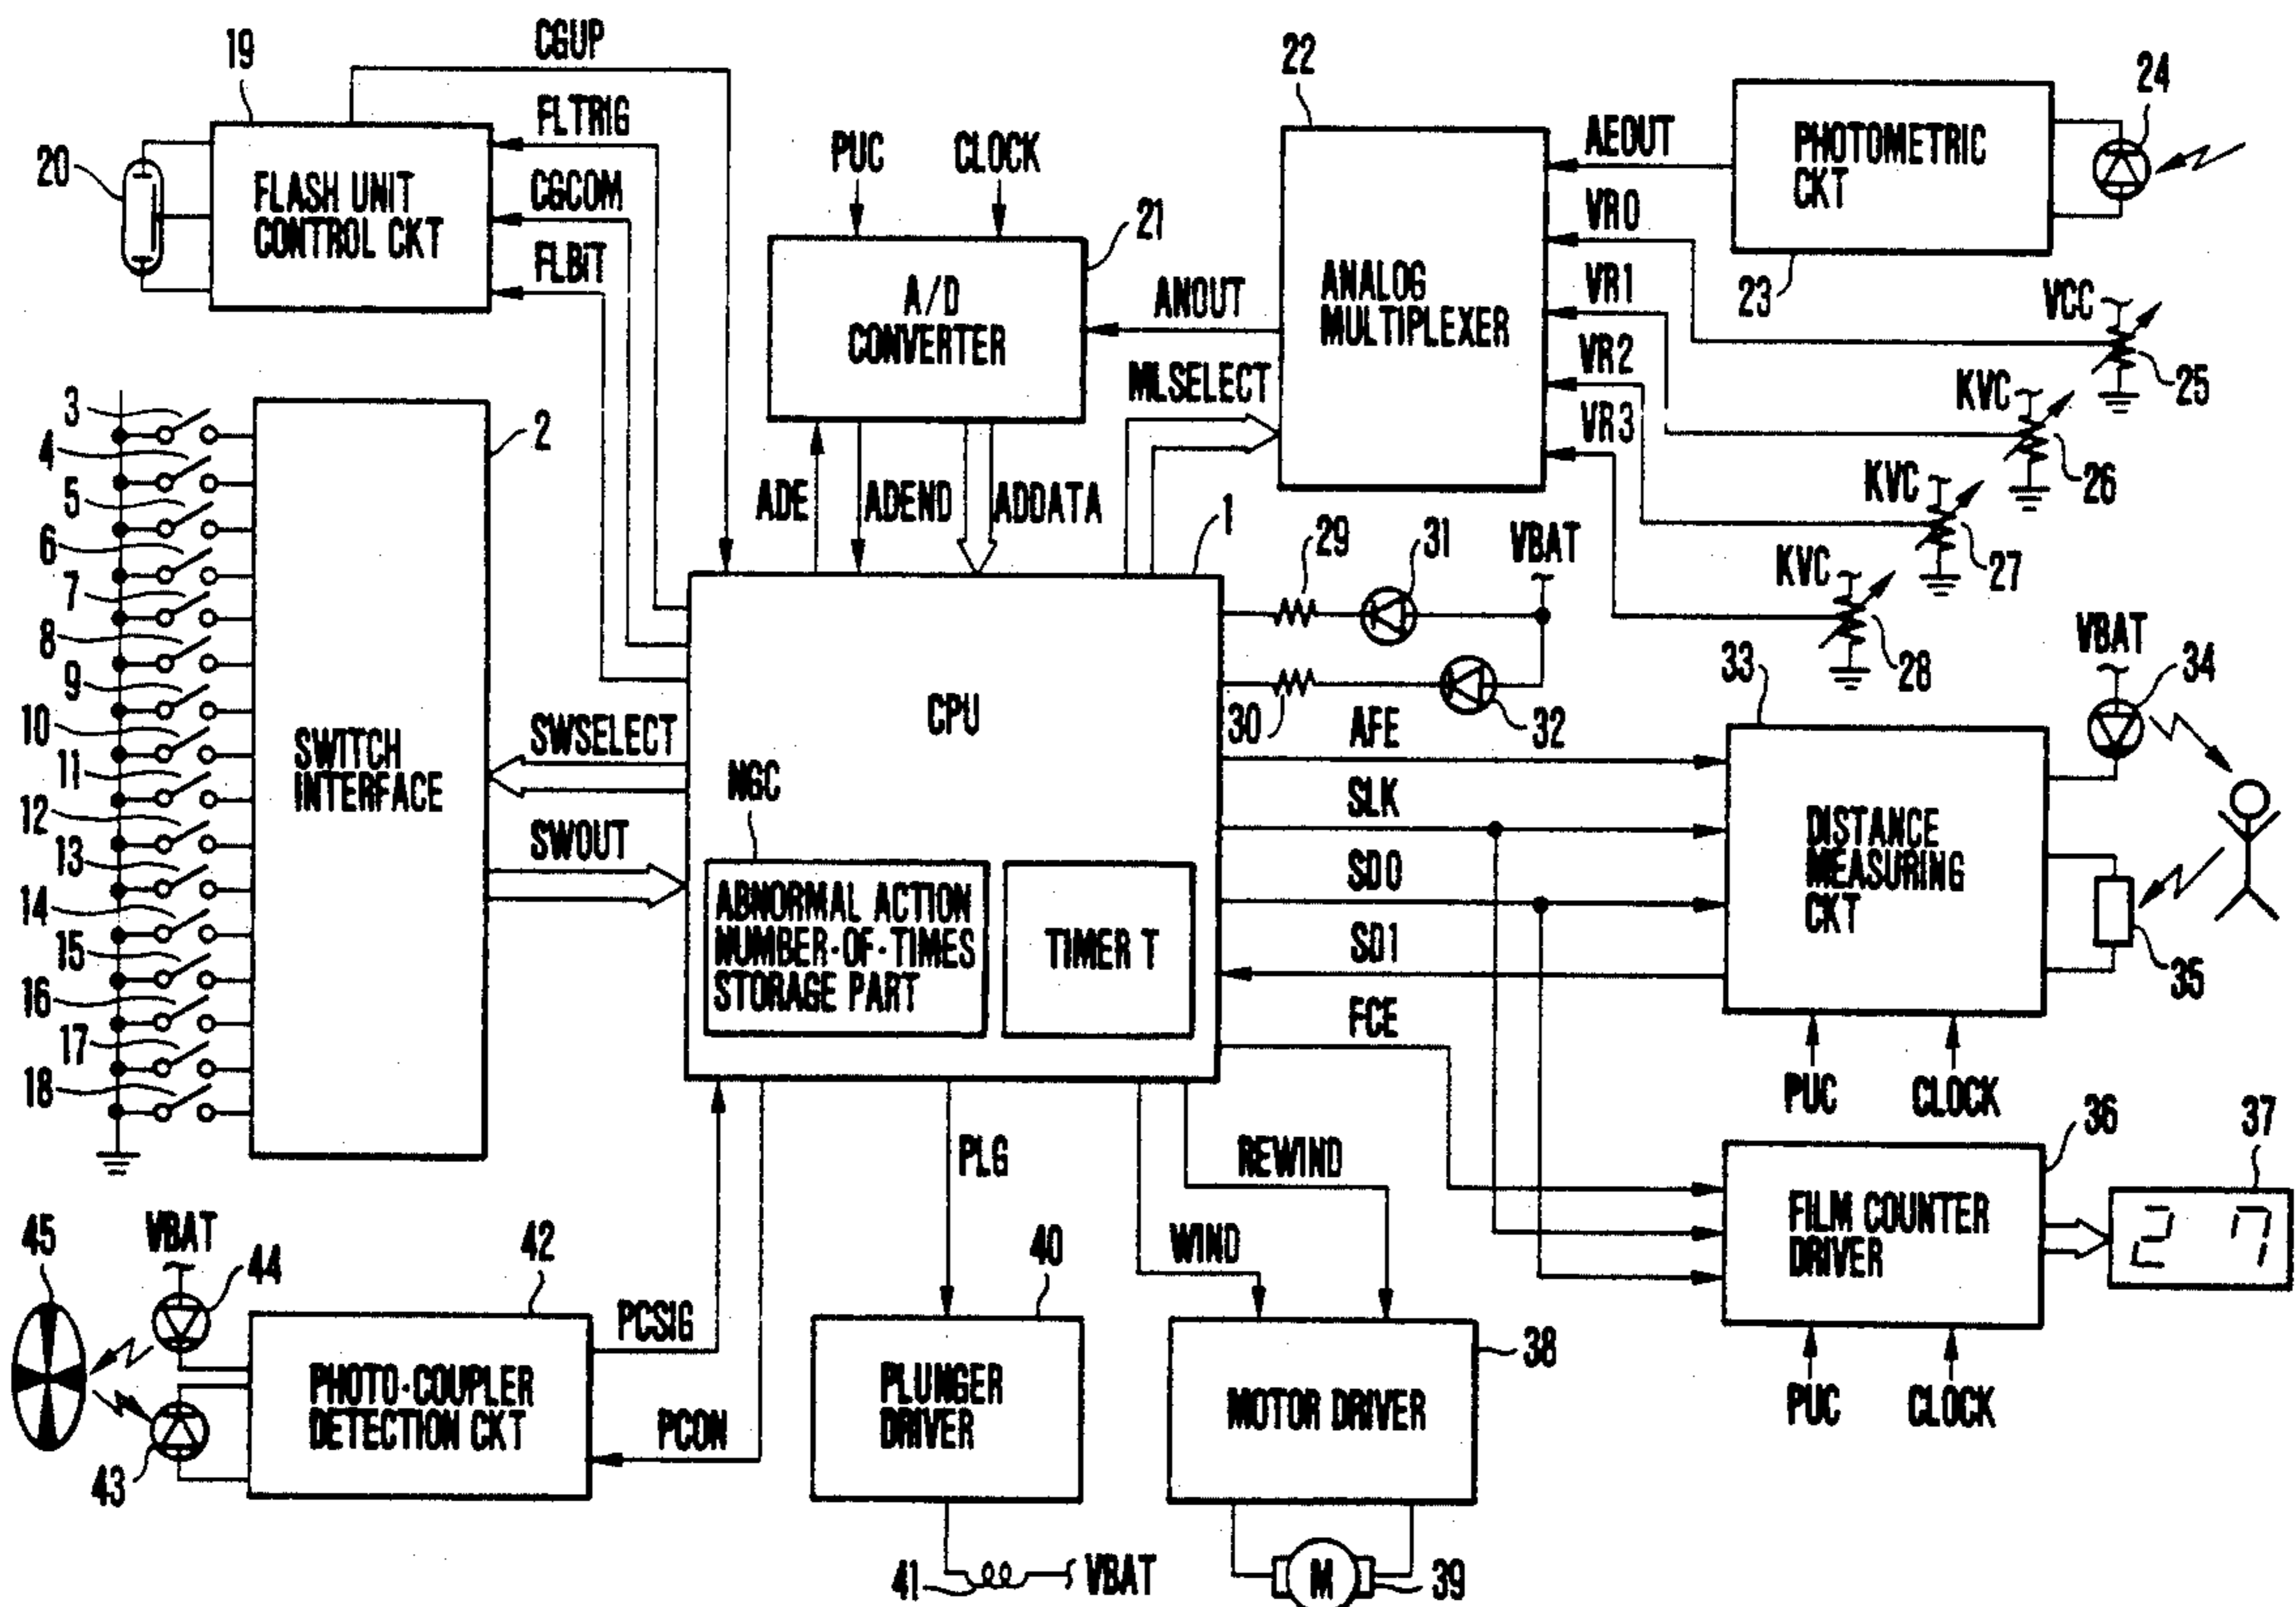 CGUP
19
22
24
FLTRIG
20
FLASH UNIT
CONTROL CKT
CGCOM
FLBIT
PUC
CLOCK
21
A/D
CONVERTER
ANOUT
ANALOG
MULTIPLEXER
AEOUT
PHOTOMETRIC
CKT
23
VR0
VR1
VR2
VR3
VCC
25
KVC
26
KVC
27
KVC
28
MLSELECT
ADE
ADEND
ADDATA
1
29
31
VBAT
30
32
3
4
5
6
7
8
9
10
11
12
13
14
15
16
17
18
2
SWITCH
INTERFACE
SWSELECT
SWOUT
CPU
NGC
ABNORMAL ACTION
NUMBER-OF-TIMES
STORAGE PART
TIMER T
AFE
SLK
SD0
SD1
FCE
33
VBAT
34
DISTANCE
MEASURING
CKT
35
PUC
CLOCK
36
37
FILM COUNTER
DRIVER
2 7
PUC
CLOCK
45
VBAT
44
42
PHOTO-COUPLER
DETECTION CKT
43
PCSIG
PCON
PLG
40
PLUNGER
DRIVER
41
VBAT
WIND
REWIND
38
MOTOR DRIVER
M
39